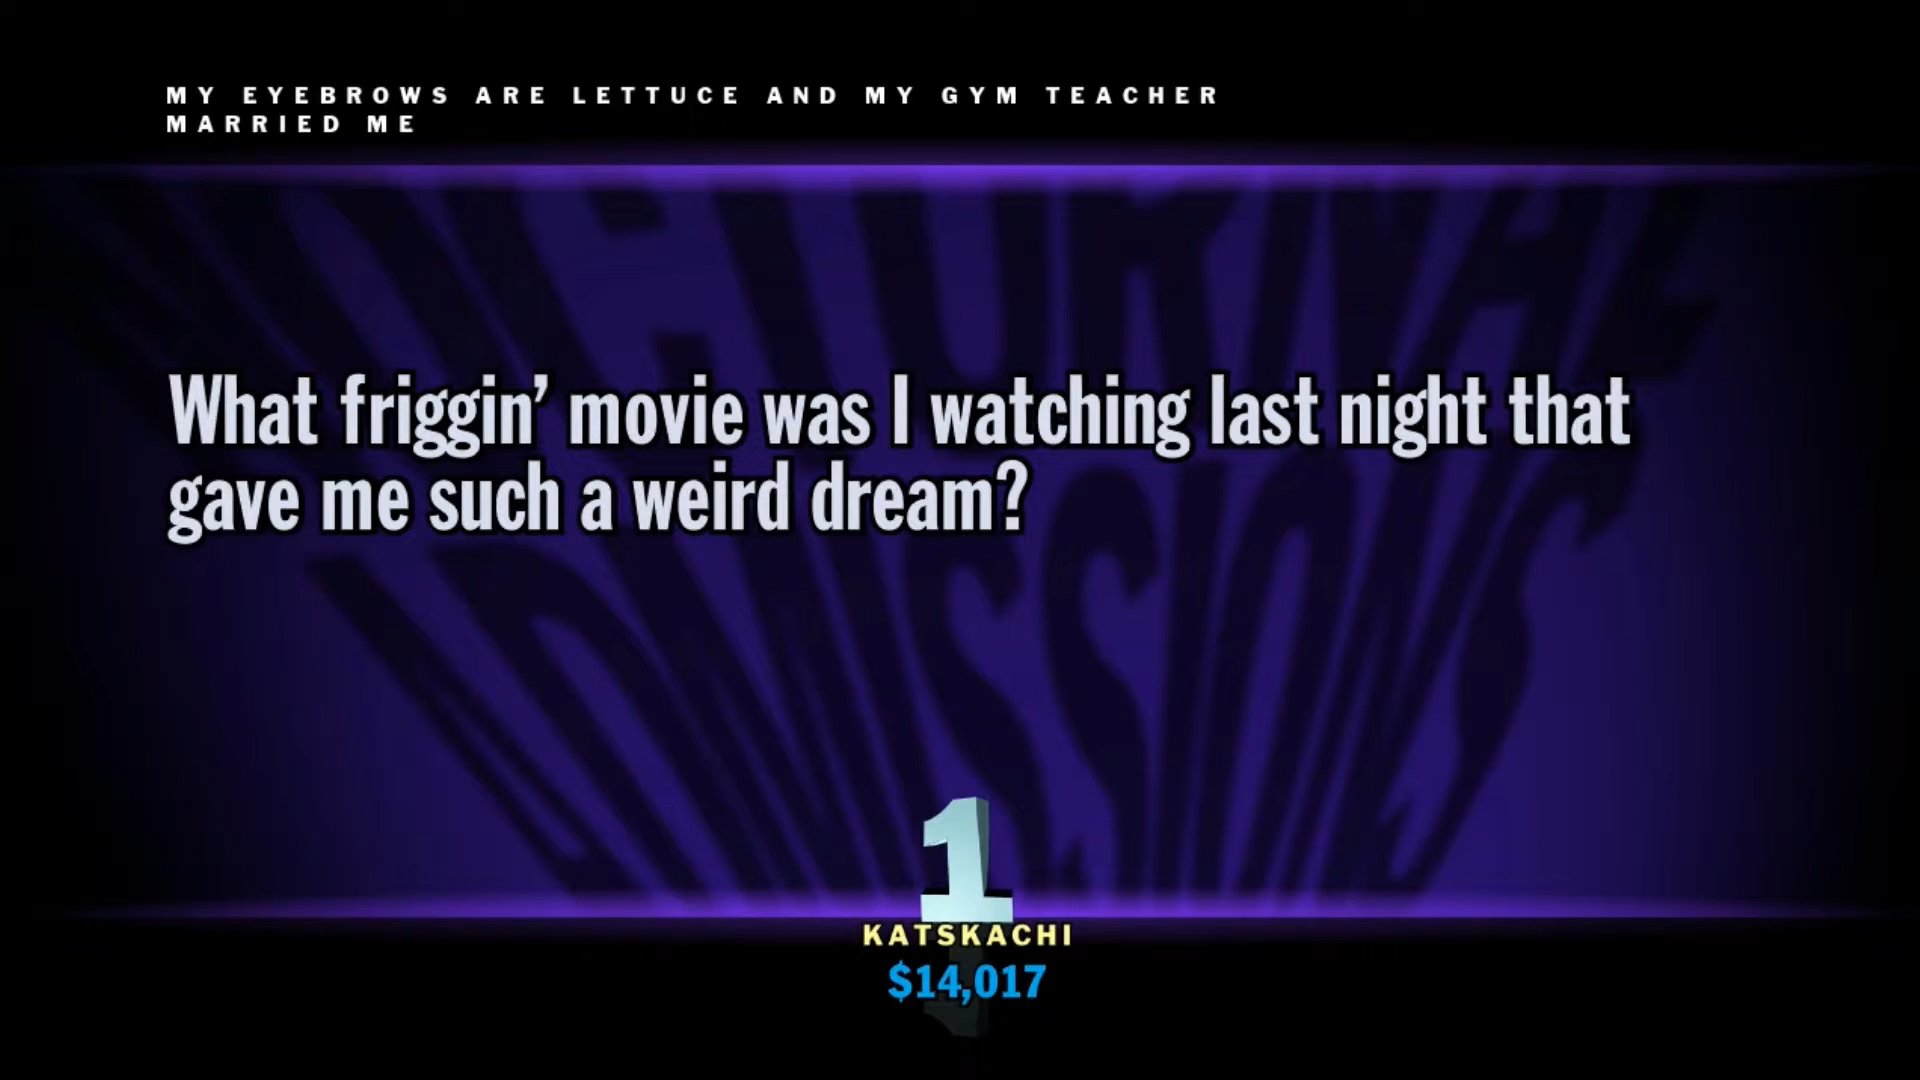 MY EYEBROWS ARE LETTUCE AND MY GYM TEACHER
MARRIED ME
What friggin’ movie was I watching last night that
gave me such a weird dream?
1
KATSKACHI
$14,017